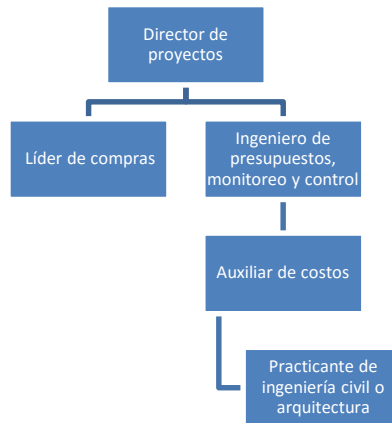 Director de
proyectos
Líder de compras
Ingeniero de
presupuestos,
monitoreo y control
Auxiliar de costos
Practicante de
ingeniería civil o
arquitectura